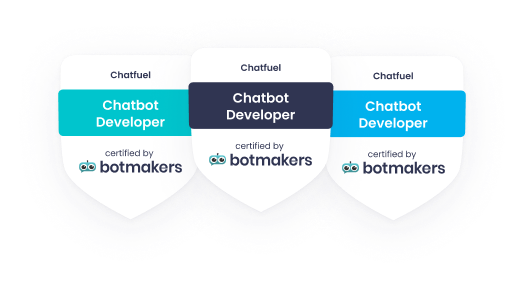 Chatfuel
Chatbot
Developer
certified by
botmakers
Chatfuel
Chatbot
Developer
certified by
botmakers
Chatfuel
Chatbot
Developer
certified by
botmakers